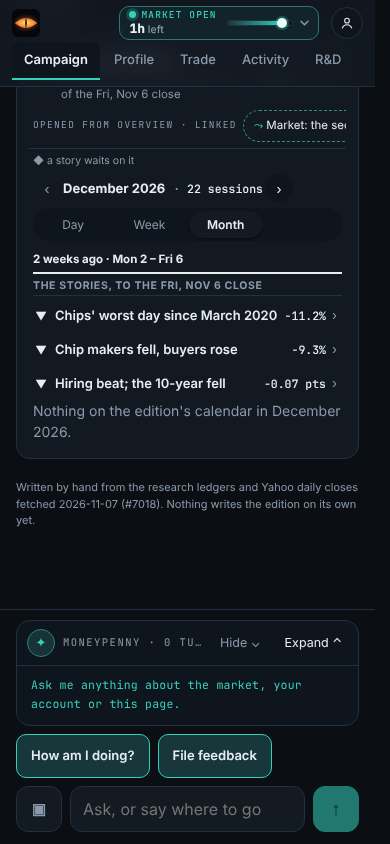 MARKET OPEN
1h left
Campaign Profile Trade Activity R&D
of the Fri, Nov 6 close
OPENED FROM OVERVIEW · LINKED
⤳ Market: the sec
◆ a story waits on it
‹ December 2026 · 22 sessions ›
Day Week Month
2 weeks ago · Mon 2 – Fri 6
THE STORIES, TO THE FRI, NOV 6 CLOSE
▼ Chips' worst day since March 2020 -11.2% ›
▼ Chip makers fell, buyers rose -9.3% ›
▼ Hiring beat; the 10-year fell -0.07 pts ›
Nothing on the edition's calendar in December
2026.
Written by hand from the research ledgers and Yahoo daily closes
fetched 2026-11-07 (#7018). Nothing writes the edition on its own
yet.
MONEYPENNY · 0 TU… Hide Expand
Ask me anything about the market, your
account or this page.
How am I doing? File feedback
Ask, or say where to go